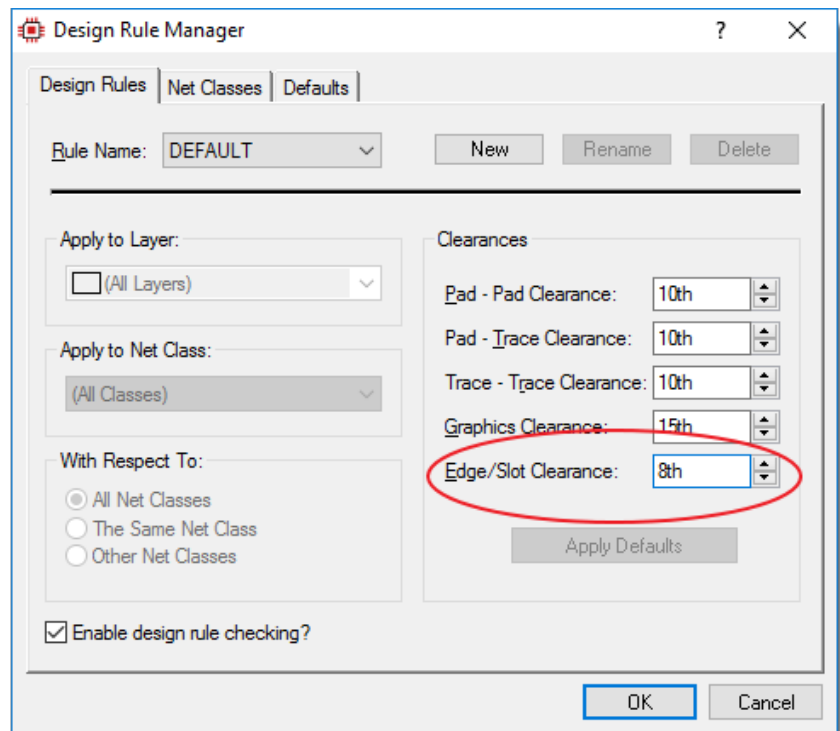 Design Rule Manager ?
Design Rules Net Classes Defaults
Rule Name: DEFAULT New Rename Delete
Apply to Layer:
(All Layers)
Apply to Net Class:
(All Classes)
With Respect To:
All Net Classes
The Same Net Class
Other Net Classes
Clearances
Pad - Pad Clearance: 10th
Pad - Trace Clearance: 10th
Trace - Trace Clearance: 10th
Graphics Clearance: 15th
Edge/Slot Clearance: 8th
Apply Defaults
Enable design rule checking?
OK Cancel